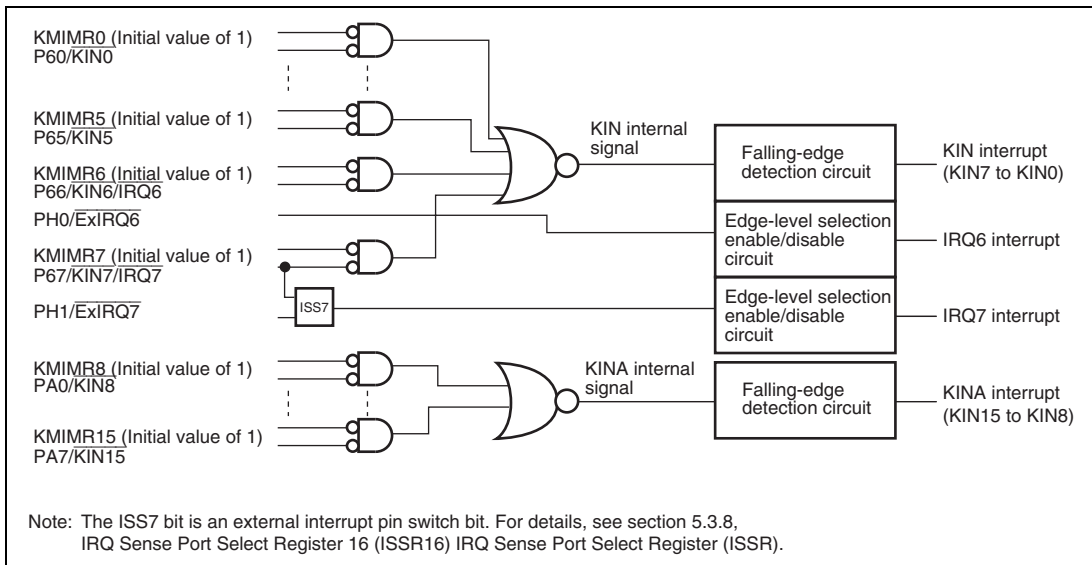 KMIMR0 (Initial value of 1)
P60/KIN0
KMIMR5 (Initial value of 1)
P65/KIN5
KMIMR6 (Initial value of 1)
P66/KIN6/IRQ6
PH0/ExIRQ6
KMIMR7 (Initial value of 1)
P67/KIN7/IRQ7
PH1/ExIRQ7
ISS7
KMIMR8 (Initial value of 1)
PA0/KIN8
KMIMR15 (Initial value of 1)
PA7/KIN15
KIN internal
signal
KINA internal
signal
Falling-edge
detection circuit
Edge-level selection
enable/disable
circuit
Edge-level selection
enable/disable
circuit
Falling-edge
detection circuit
KIN interrupt
(KIN7 to KIN0)
IRQ6 interrupt
IRQ7 interrupt
KINA interrupt
(KIN15 to KIN8)
Note: The ISS7 bit is an external interrupt pin switch bit. For details, see section 5.3.8,
IRQ Sense Port Select Register 16 (ISSR16) IRQ Sense Port Select Register (ISSR).